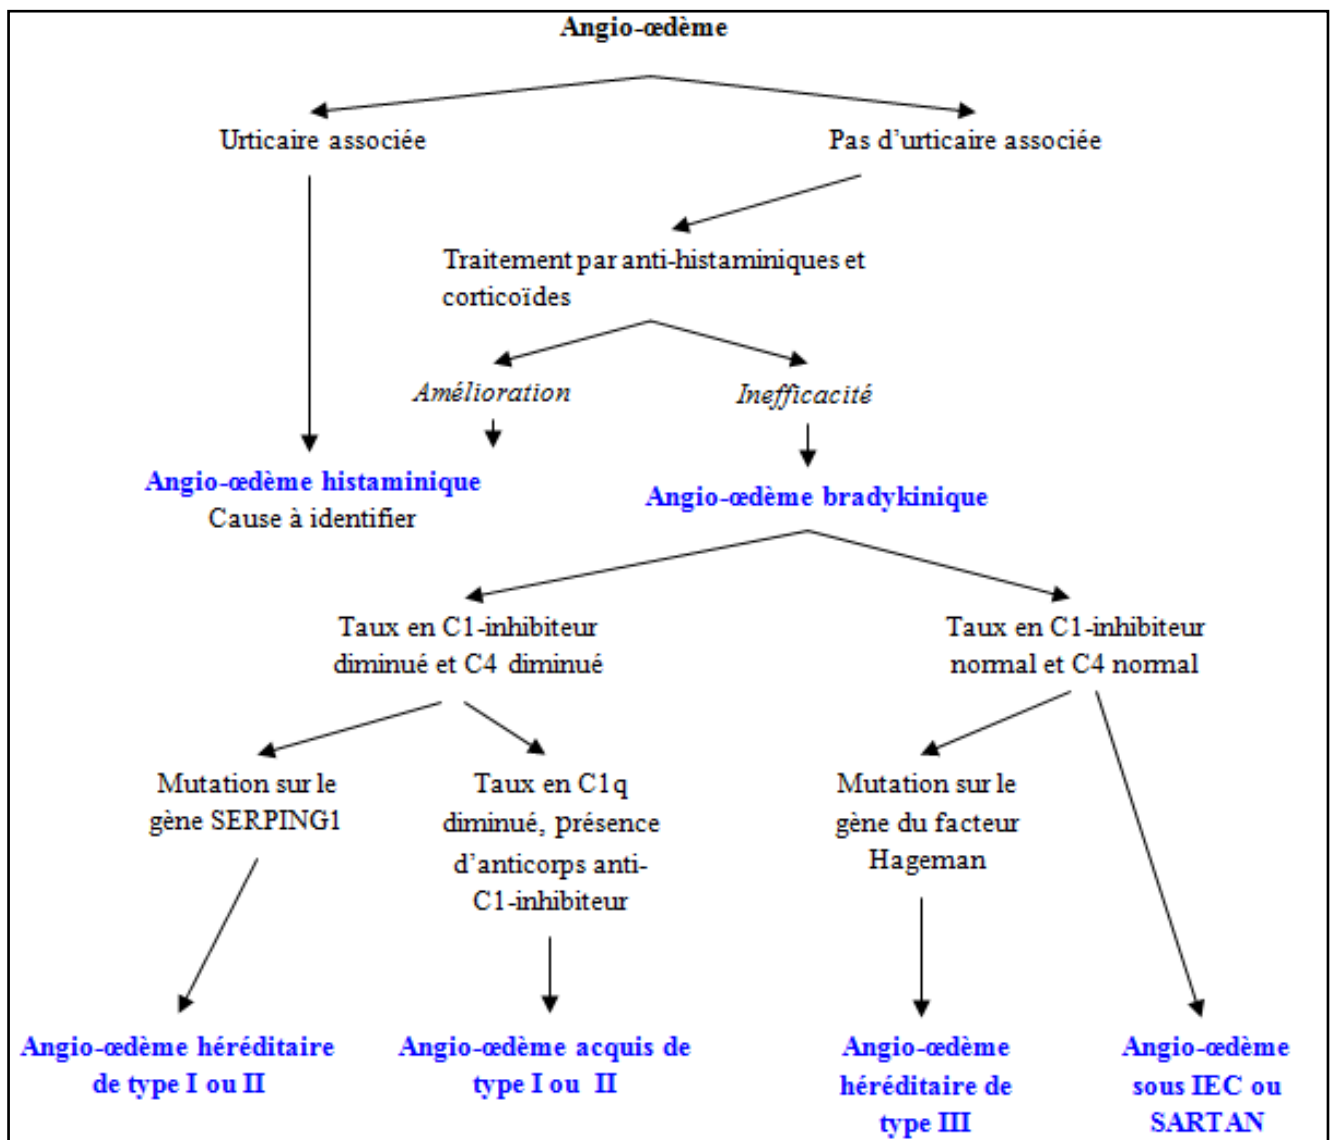 Angio-œdème
Urticaire associée
Pas d'urticaire associée
Traitement par anti-histaminiques et
corticoïdes
Amélioration
Inefficacité
Angio-œdème histaminique
Cause à identifier
Angio-œdème bradykinique
Taux en C1-inhibiteur
diminué et C4 diminué
Taux en C1-inhibiteur
normal et C4 normal
Mutation sur le
gène SERPING1
Taux en C1q
diminué, présence
d'anticorps anti-
C1-inhibiteur
Mutation sur le
gène du facteur
Hageman
Angio-œdème héréditaire
de type I ou II
Angio-œdème acquis de
type I ou II
Angio-œdème
héréditaire de
type III
Angio-œdème
sous IEC ou
SARTAN